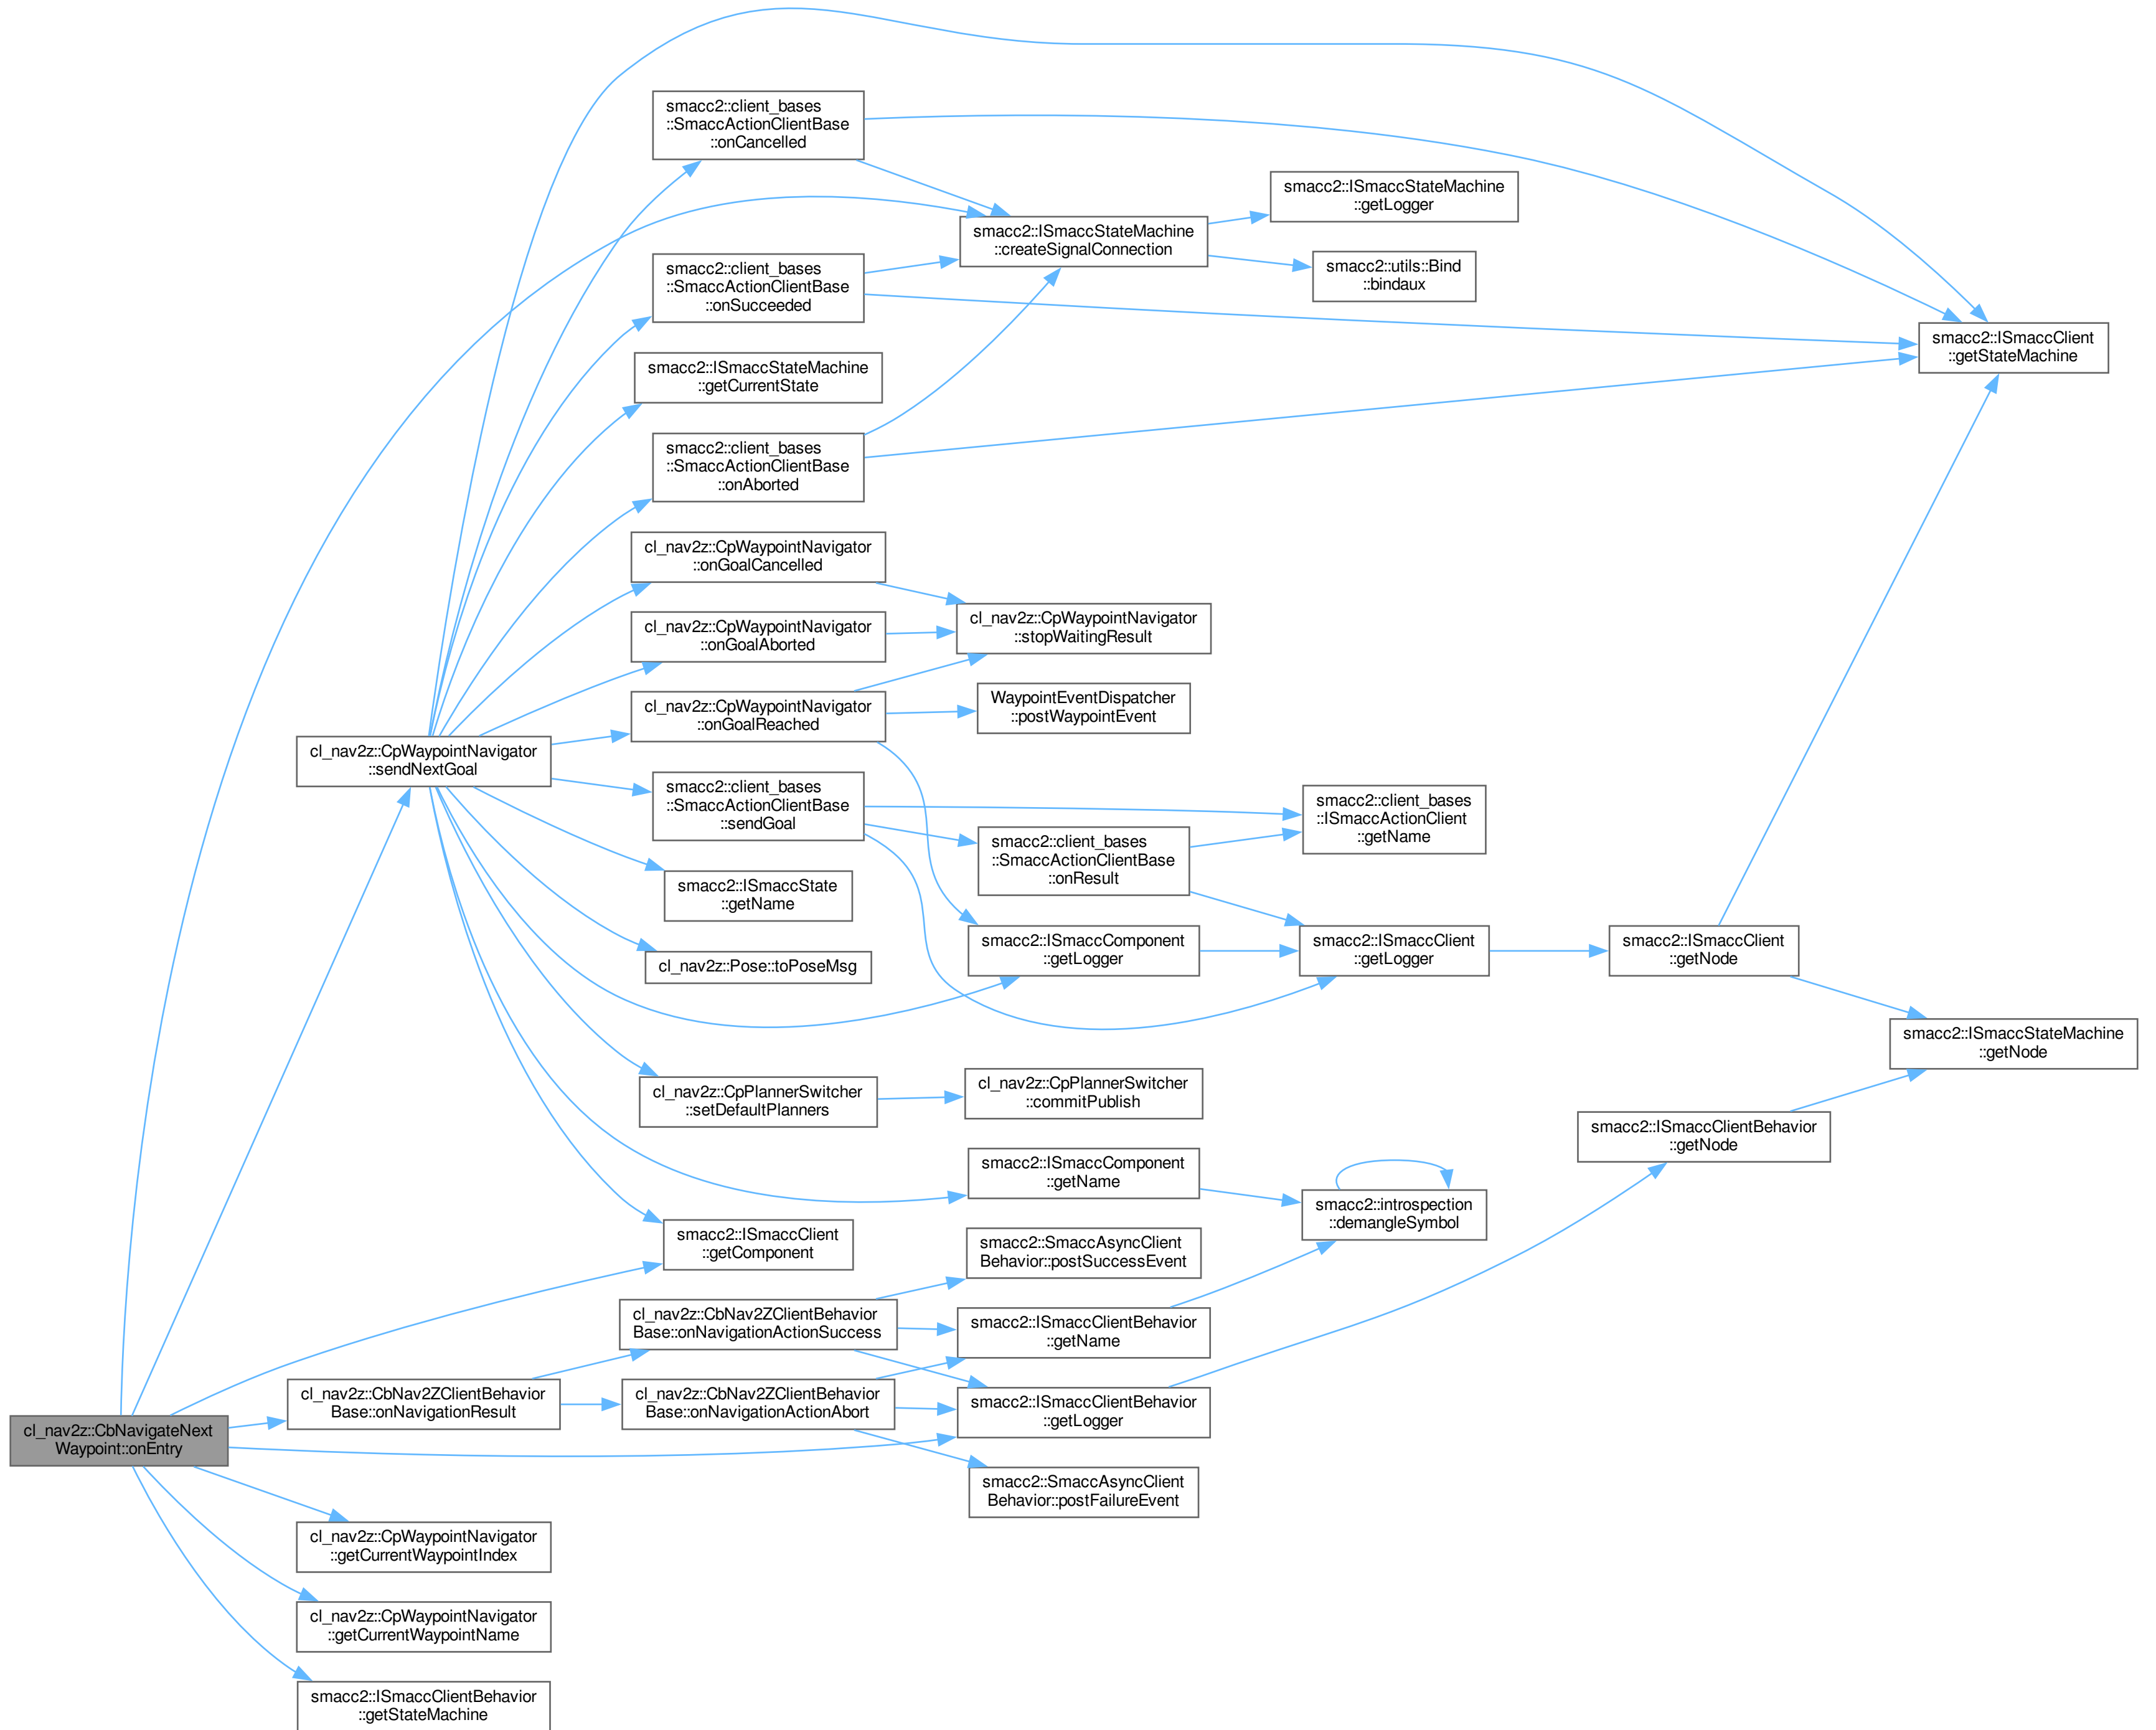 smacc2::client_bases
::SmaccActionClientBase
::onCancelled
smacc2::ISmaccStateMachine
::getLogger
smacc2::ISmaccStateMachine
::createSignalConnection
smacc2::client_bases
::SmaccActionClientBase
::onSucceeded
smacc2::utils::Bind
::bindaux
smacc2::ISmaccClient
::getStateMachine
smacc2::ISmaccStateMachine
::getCurrentState
smacc2::client_bases
::SmaccActionClientBase
::onAborted
cl_nav2z::CpWaypointNavigator
::onGoalCancelled
cl_nav2z::CpWaypointNavigator
::stopWaitingResult
cl_nav2z::CpWaypointNavigator
::onGoalAborted
cl_nav2z::CpWaypointNavigator
::onGoalReached
WaypointEventDispatcher
::postWaypointEvent
cl_nav2z::CpWaypointNavigator
::sendNextGoal
smacc2::client_bases
::SmaccActionClientBase
::sendGoal
smacc2::client_bases
::ISmaccActionClient
::getName
smacc2::client_bases
::SmaccActionClientBase
::onResult
smacc2::ISmaccState
::getName
smacc2::ISmaccComponent
::getLogger
smacc2::ISmaccClient
::getLogger
smacc2::ISmaccClient
::getNode
cl_nav2z::Pose::toPoseMsg
smacc2::ISmaccStateMachine
::getNode
cl_nav2z::CpPlannerSwitcher
::setDefaultPlanners
cl_nav2z::CpPlannerSwitcher
::commitPublish
smacc2::ISmaccClientBehavior
::getNode
smacc2::ISmaccComponent
::getName
smacc2::introspection
::demangleSymbol
smacc2::ISmaccClient
::getComponent
smacc2::SmaccAsyncClient
Behavior::postSuccessEvent
cl_nav2z::CbNav2ZClientBehavior
Base::onNavigationActionSuccess
smacc2::ISmaccClientBehavior
::getName
cl_nav2z::CbNav2ZClientBehavior
Base::onNavigationResult
cl_nav2z::CbNav2ZClientBehavior
Base::onNavigationActionAbort
smacc2::ISmaccClientBehavior
::getLogger
cl_nav2z::CbNavigateNext
Waypoint::onEntry
smacc2::SmaccAsyncClient
Behavior::postFailureEvent
cl_nav2z::CpWaypointNavigator
::getCurrentWaypointIndex
cl_nav2z::CpWaypointNavigator
::getCurrentWaypointName
smacc2::ISmaccClientBehavior
::getStateMachine